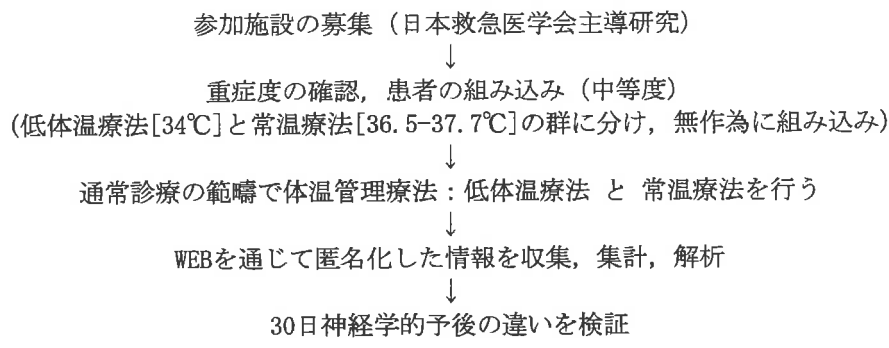 参加施設の募集（日本救急医学会主導研究）
↓
重症度の確認，患者の組み込み（中等度）
(低体温療法[34℃]と常温療法[36.5-37.7℃]の群に分け，無作為に組み込み)
↓
通常診療の範疇で体温管理療法：低体温療法 と 常温療法を行う
↓
WEBを通じて匿名化した情報を収集，集計，解析
↓
30日神経学的予後の違いを検証